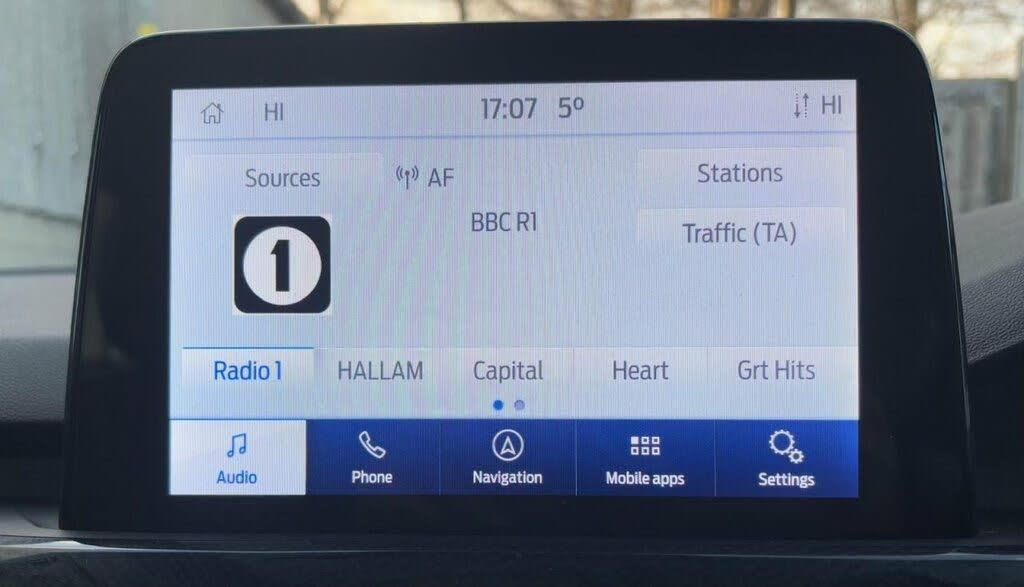 HI 17:07 5º HI
Sources AF Stations
BBC R1
Traffic (TA)
1
Radio 1 HALLAM Capital Heart Grt Hits
Audio Phone Navigation Mobile apps Settings